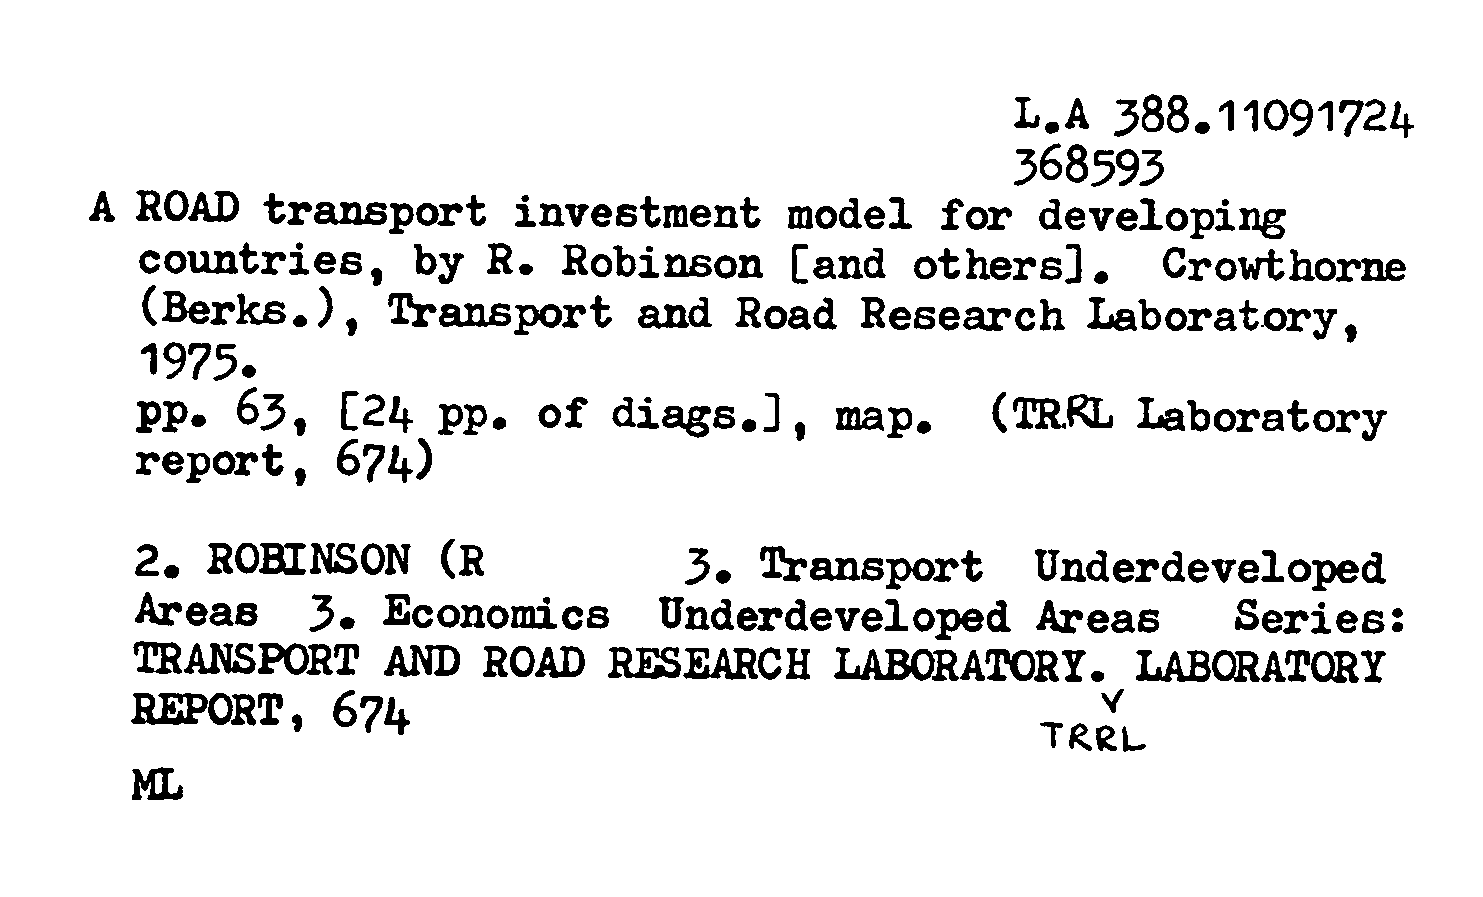 L.A 388.11091724
368593
A ROAD transport investment model for developing
countries, by R. Robinson [and others]. Crowthorne
(Berks.), Transport and Road Research Laboratory,
1975.
pp. 63, [24 pp. of diags.], map. (TRRL Laboratory
report, 674)
2. ROBINSON (R 3. Transport Underdeveloped
Areas 3. Economics Underdeveloped Areas Series:
TRANSPORT AND ROAD RESEARCH LABORATORY. LABORATORY
REPORT, 674
TRRL
ML